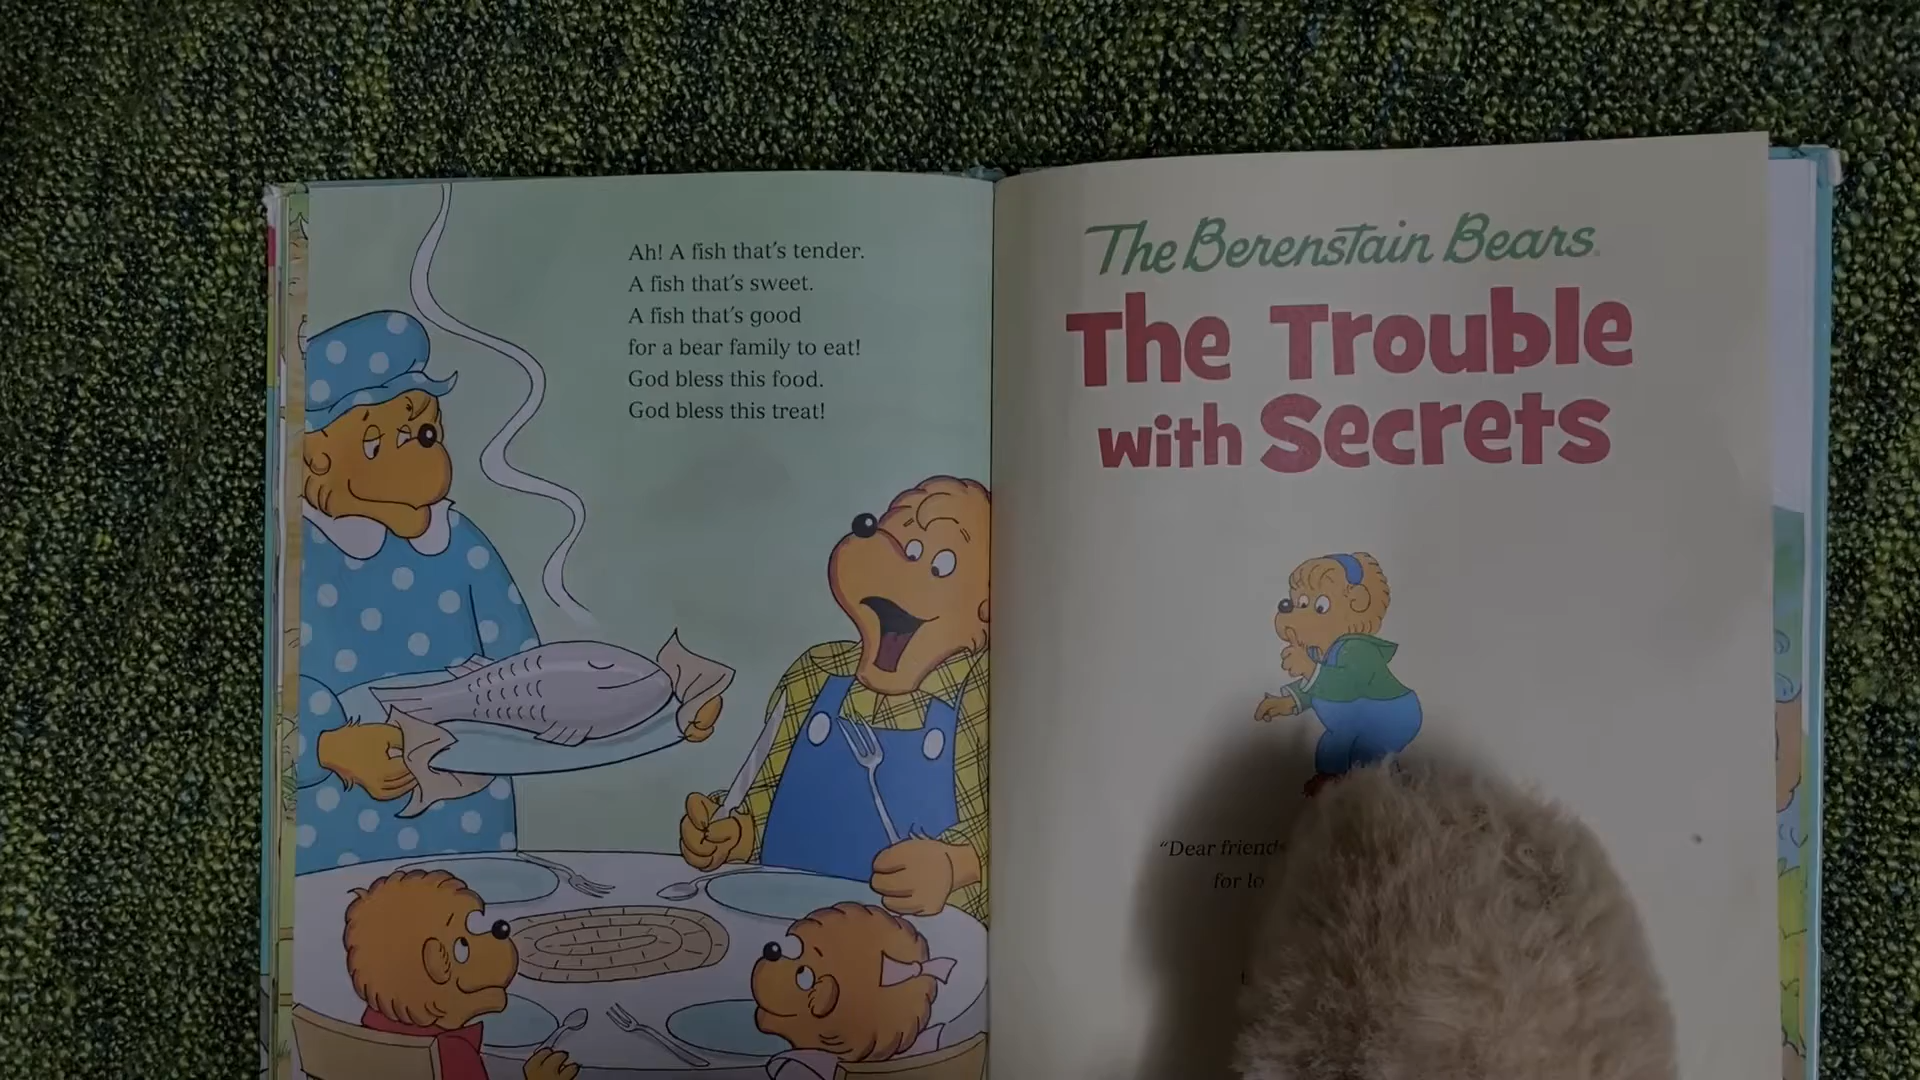 Ah! A fish that's tender.
A fish that's sweet.
A fish that's good
for a bear family to eat!
God bless this food.
God bless this treat!
The Berenstain Bears
The Trouble
with Secrets
"Dear friends
for lo